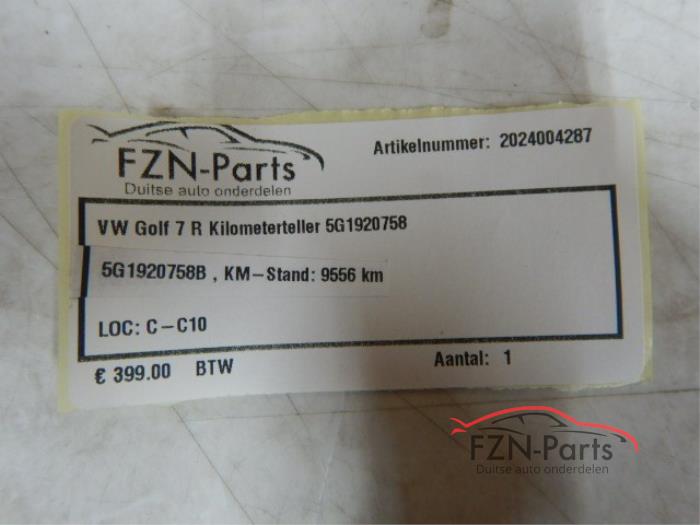 FZN-Parts
Duitse auto onderdelen
Artikelnummer: 2024004287
VW Golf 7 R Kilometerteller 5G1920758
5G1920758B , KM-Stand: 9556 km
LOC: C-C10
€ 399.00 BTW
Aantal: 1
FZN-Parts
Duitse auto onderdelen